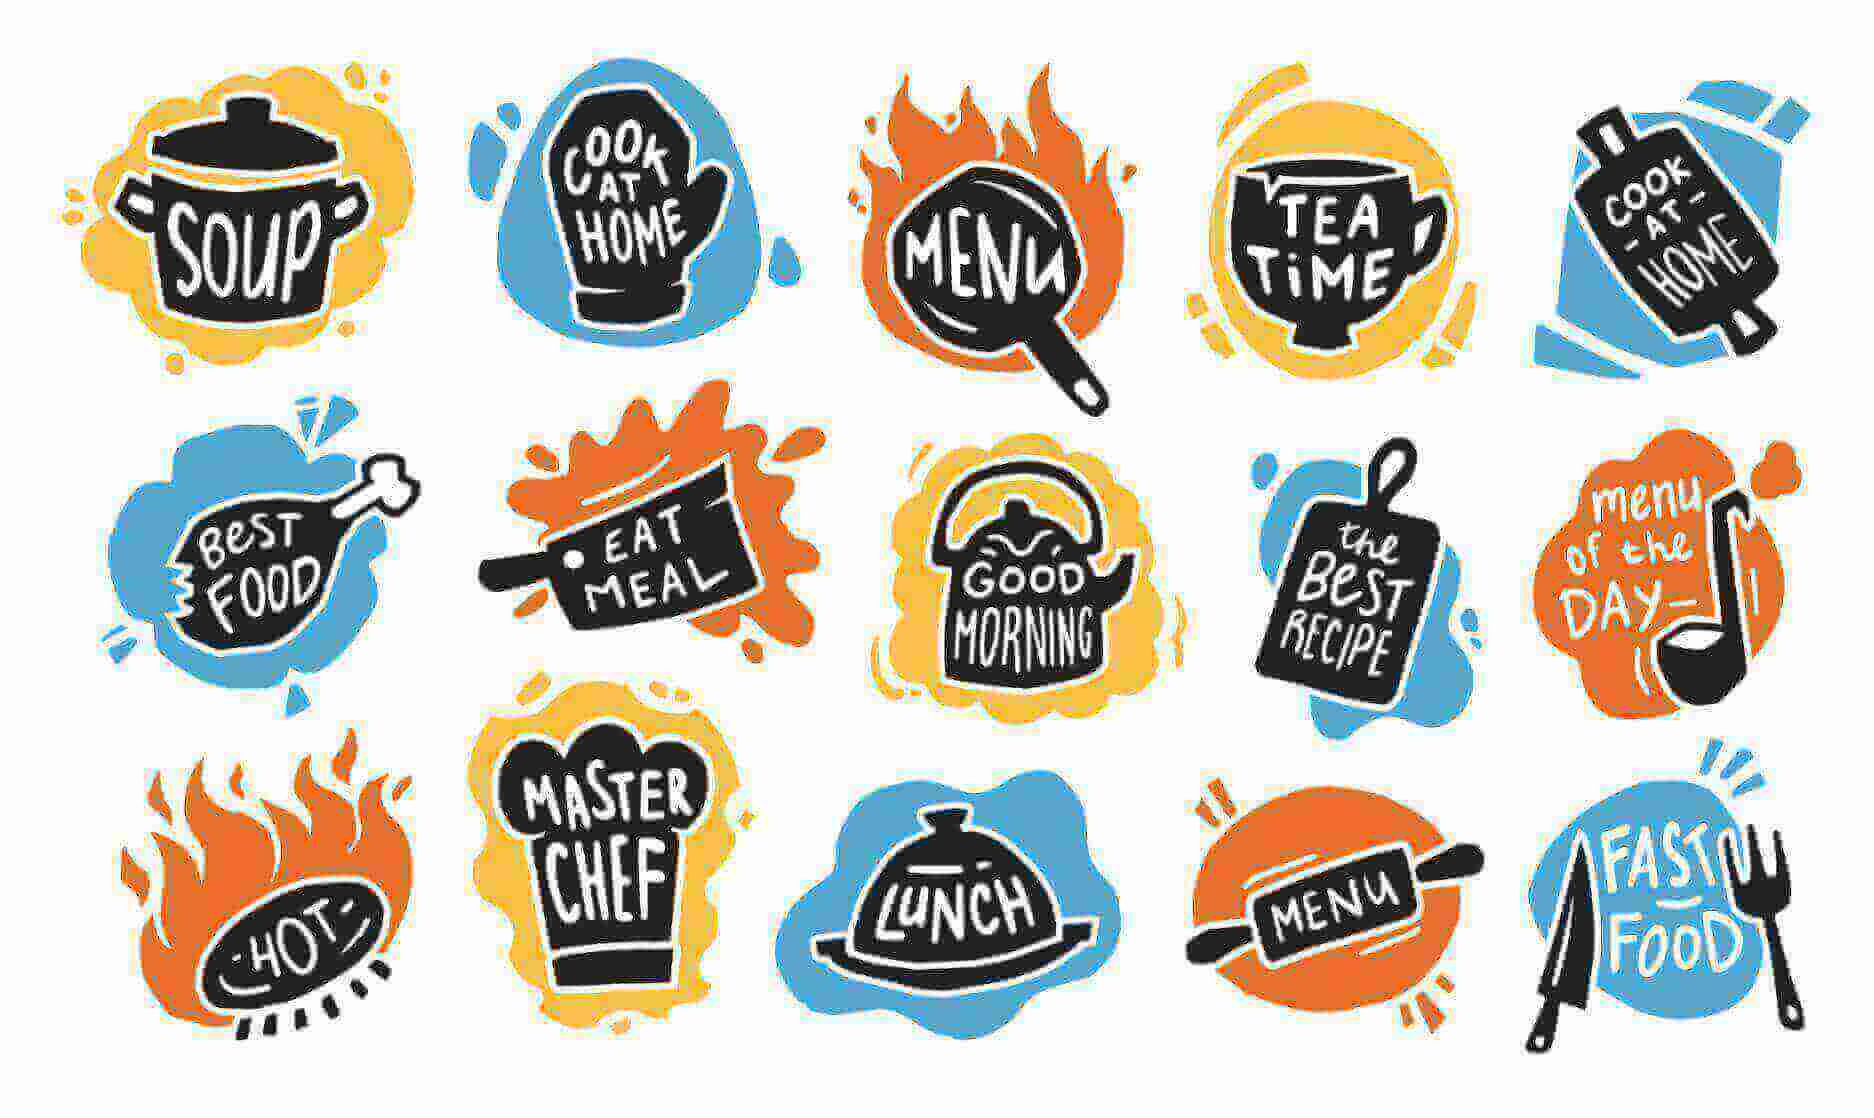 SOUP
COOK
AT
HOME
MENU
TEA
TiME
COOK
- AT -
HOME
BeST
FOOD
EAT
MEAL
GOOD
MORNING
the
BeST
RECIPE
menu
of the
DAY
HOT
MASTER
CHEF
LUNCH
MENU
FAST
FOOD